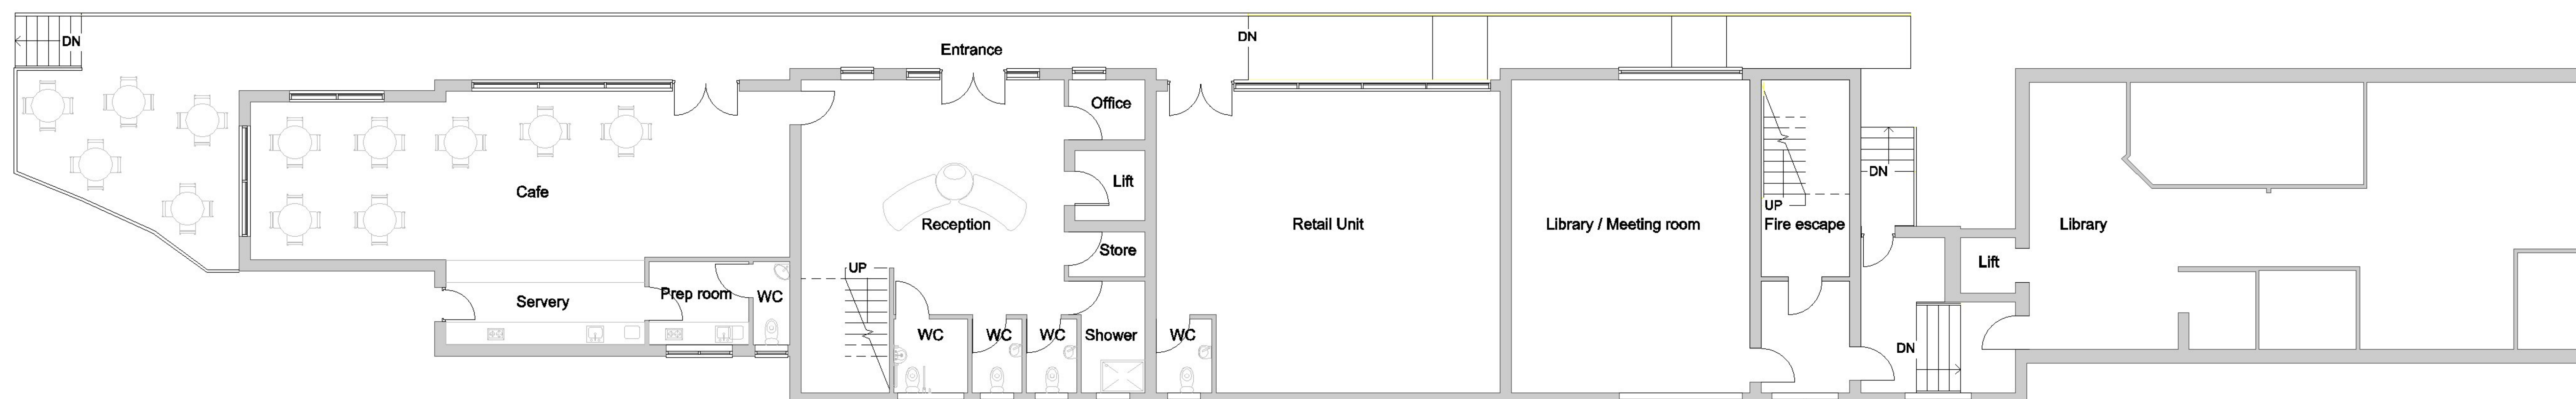 DN
Entrance
DN
Office
Cafe
Lift
DN
UP
Reception
Retail Unit
Library / Meeting room
Fire escape
Library
Store
Lift
UP
Prep room
WC
Servery
WC
WC
WC
Shower
WC
DN